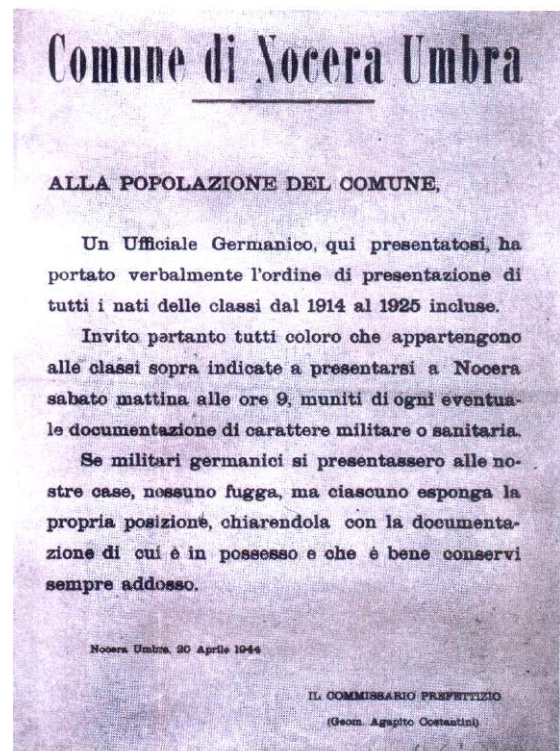 Comune di Nocera Umbra
ALLA POPOLAZIONE DEL COMUNE,
Un Ufficiale Germanico, qui presentatosi, ha
portato verbalmente l'ordine di presentazione di
tutti i nati delle classi dal 1914 al 1925 incluse.
Invito pertanto tutti coloro che appartengono
alle classi sopra indicate a presentarsi a Nocera
sabato mattina alle ore 9, muniti di ogni eventua-
le documentazione di carattere militare o sanitaria.
Se militari germanici si presentassero alle no-
stre case, nessuno fugga, ma ciascuno esponga la
propria posizione, chiarendola con la documenta-
zione di cui è in possesso e che è bene conservi
sempre addosso.
Nocera Umbra, 20 Aprile 1944
IL COMMISSARIO PREFETTIZIO
(Geom. Agapito Costantini)